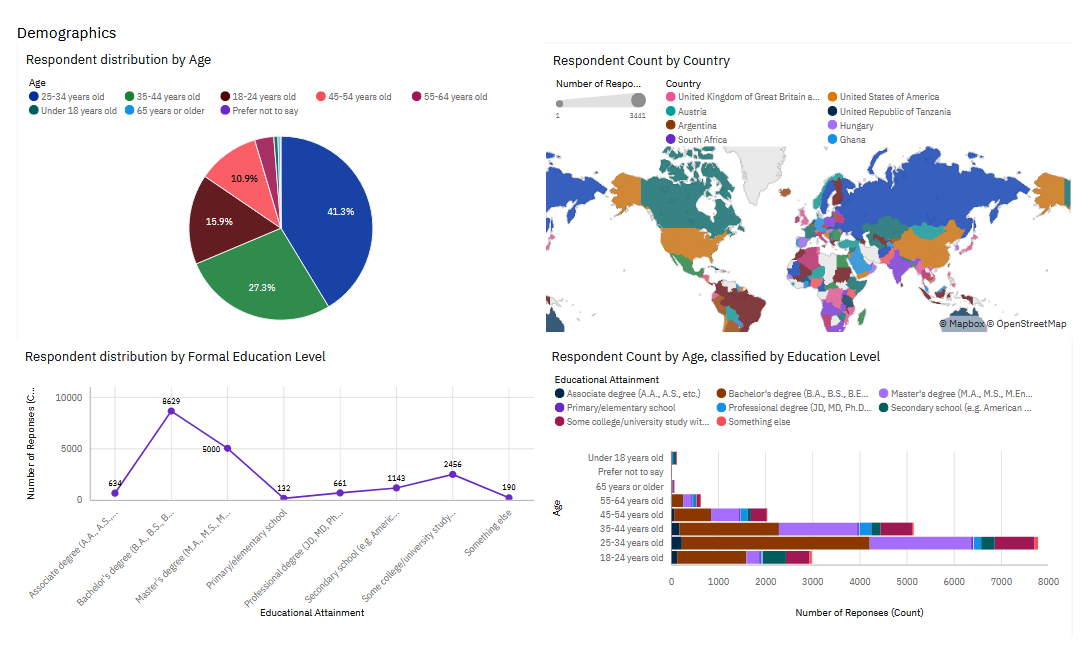 Demographics
Respondent distribution by Age
Age
25-34 years old
35-44 years old
18-24 years old
45-54 years old
55-64 years old
Under 18 years old
65 years or older
Prefer not to say
41.3%
27.3%
15.9%
10.9%
Respondent Count by Country
Number of Respo...
1
3441
Country
United Kingdom of Great Britain a...
United States of America
Austria
United Republic of Tanzania
Argentina
Hungary
South Africa
Ghana
© Mapbox © OpenStreetMap
Respondent distribution by Formal Education Level
Number of Reponses (C...
10000
5000
0
634
8629
5000
132
661
1143
2456
190
Associate degree (A.A., A.S.,...
Bachelor's degree (B.A., B.S., B...
Master's degree (M.A., M.S., M...
Primary/elementary school
Professional degree (JD, MD, Ph...
Secondary school (e.g. Americ...
Some college/university study...
Something else
Educational Attainment
Respondent Count by Age, classified by Education Level
Educational Attainment
Associate degree (A.A., A.S., etc.)
Bachelor's degree (B.A., B.S., B.E...
Master's degree (M.A., M.S., M.En...
Primary/elementary school
Professional degree (JD, MD, Ph.D...
Secondary school (e.g. American ...
Some college/university study wit...
Something else
Age
Under 18 years old
Prefer not to say
65 years or older
55-64 years old
45-54 years old
35-44 years old
25-34 years old
18-24 years old
0
1000
2000
3000
4000
5000
6000
7000
8000
Number of Reponses (Count)